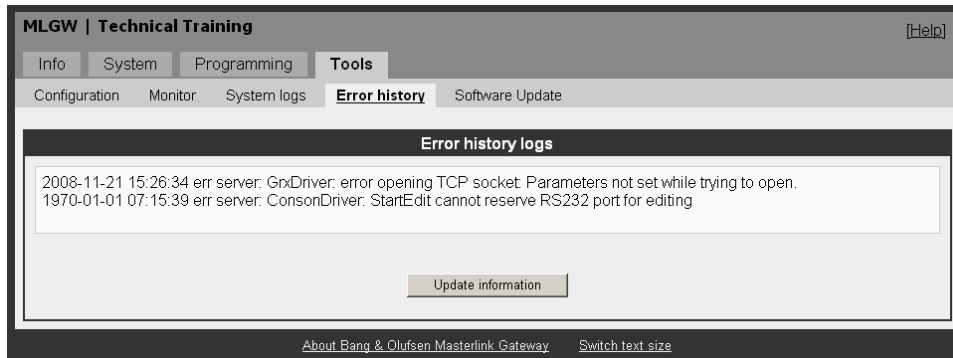 MLGW | Technical Training
[Help]
Info System Programming Tools
Configuration Monitor System logs Error history Software Update
Error history logs
2008-11-21 15:26:34 err server: GrxDriver: error opening TCP socket: Parameters not set while trying to open.
1970-01-01 07:15:39 err server: ConsonDriver: StartEdit cannot reserve RS232 port for editing
Update information
About Bang & Olufsen Masterlink Gateway Switch text size